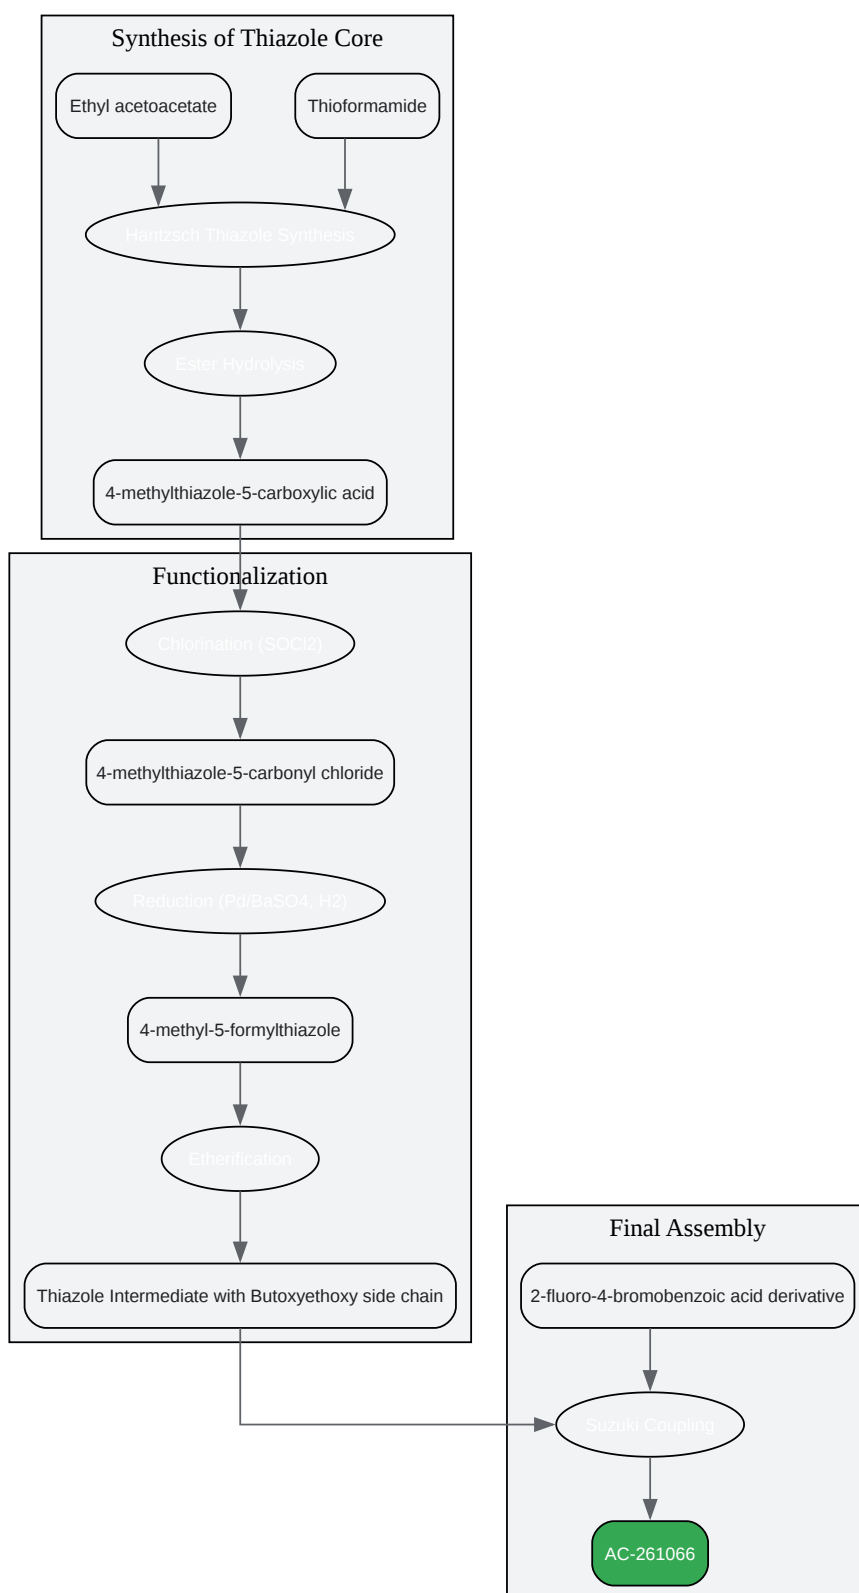 Synthesis of Thiazole Core
Ethyl acetoacetate
Thioformamide
Hantzsch Thiazole Synthesis
Ester Hydrolysis
4-methylthiazole-5-carboxylic acid
Functionalization
Chlorination (SOCl2)
4-methylthiazole-5-carbonyl chloride
Reduction (Pd/BaSO4, H2)
4-methyl-5-formylthiazole
Etherification
Thiazole Intermediate with Butoxyethoxy side chain
Final Assembly
2-fluoro-4-bromobenzoic acid derivative
Suzuki Coupling
AC-261066